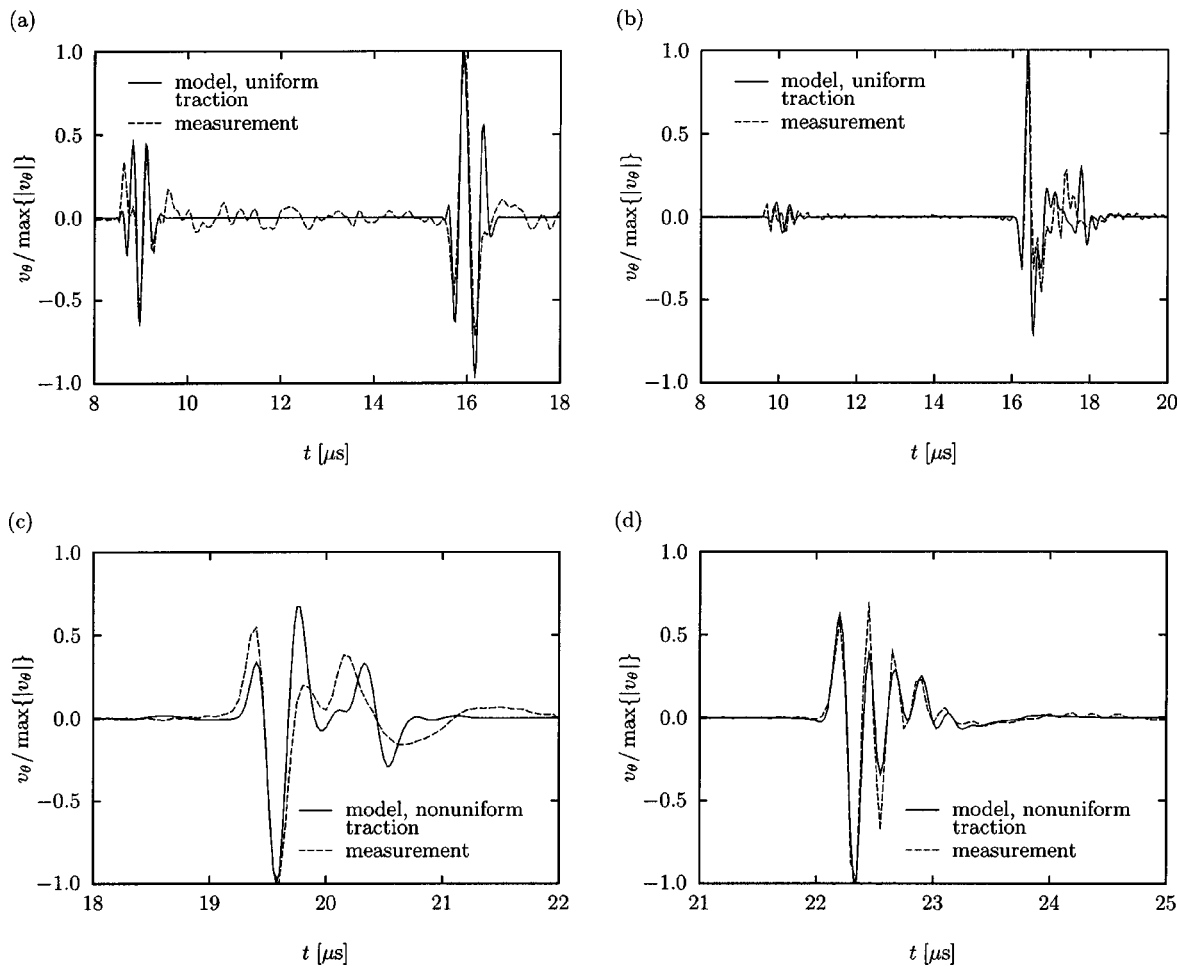 (a)
1.0
model, uniform
traction
measurement
0.5
0.0
−0.5
−1.0
v_θ / max{|v_θ|}
8 10 12 14 16 18
t [μs]
(b)
1.0
model, uniform
traction
measurement
0.5
0.0
−0.5
−1.0
v_θ / max{|v_θ|}
8 10 12 14 16 18 20
t [μs]
(c)
1.0
0.5
0.0
−0.5
−1.0
v_θ / max{|v_θ|}
model, nonuniform
traction
measurement
18 19 20 21 22
t [μs]
(d)
1.0
0.5
0.0
−0.5
−1.0
v_θ / max{|v_θ|}
model, nonuniform
traction
measurement
21 22 23 24 25
t [μs]